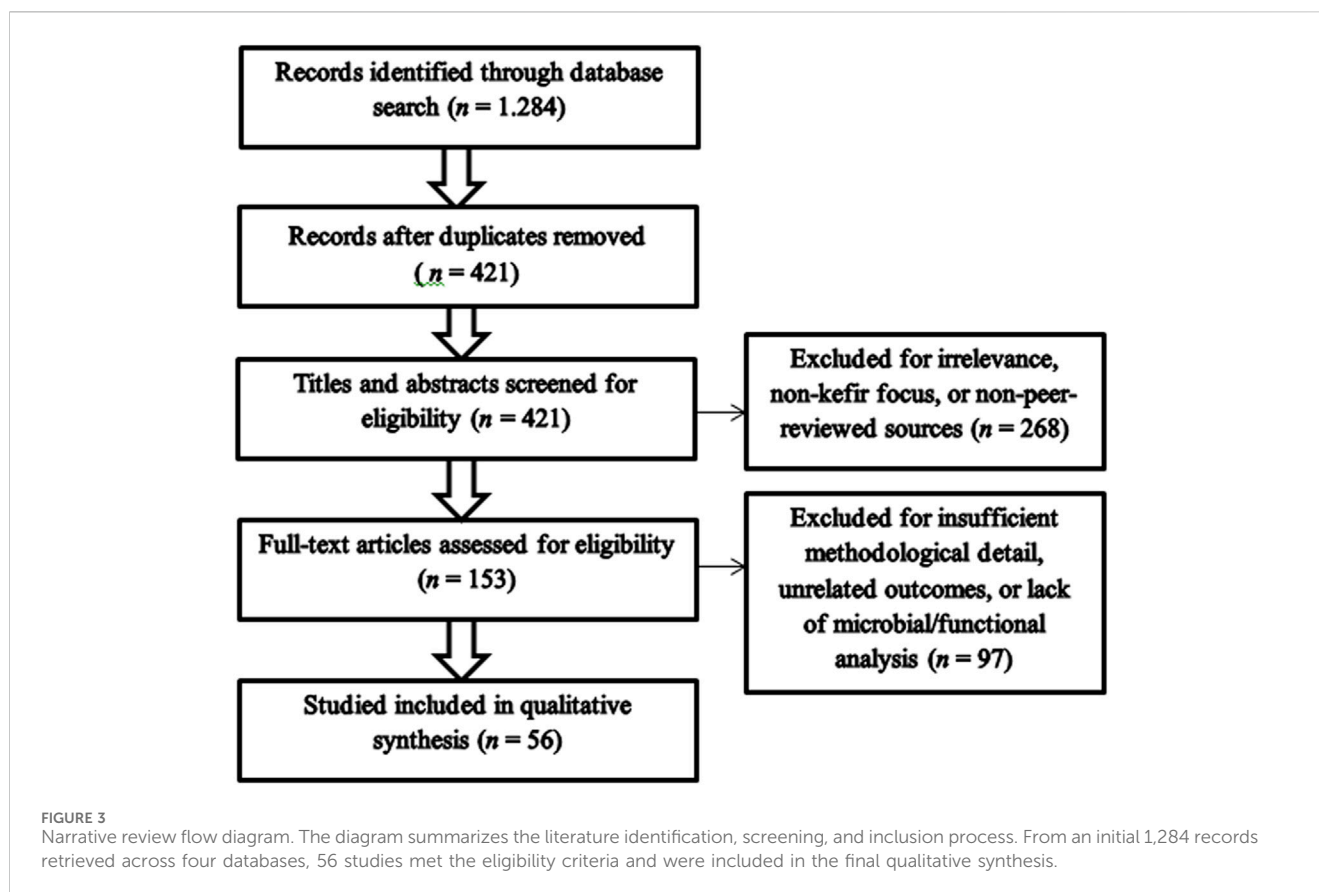 Records identified through database
search (n = 1.284)
Records after duplicates removed
( n = 421)
Titles and abstracts screened for
eligibility (n = 421)
Excluded for irrelevance,
non-kefir focus, or non-peer-
reviewed sources (n = 268)
Full-text articles assessed for eligibility
(n = 153)
Excluded for insufficient
methodological detail,
unrelated outcomes, or lack
of microbial/functional
analysis (n = 97)
Studied included in qualitative
synthesis (n = 56)
FIGURE 3
Narrative review flow diagram. The diagram summarizes the literature identification, screening, and inclusion process. From an initial 1,284 records
retrieved across four databases, 56 studies met the eligibility criteria and were included in the final qualitative synthesis.